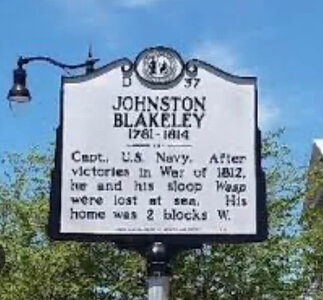 D 37
JOHNSTON
BLAKELEY
1781-1814
Capt., U.S. Navy. After
victories in War of 1812,
he and his sloop Wasp
were lost at sea. His
home was 2 blocks W.